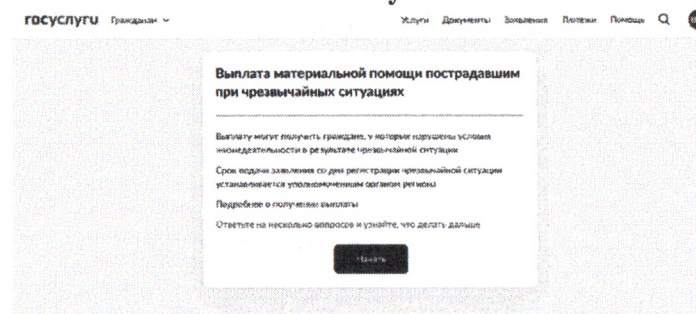 госуслуги Гражданам Услуги Документы Заявления Платежи Помощь
Выплата материальной помощи пострадавшим
при чрезвычайных ситуациях
Выплату могут получить граждане, у которых нарушены условия
жизнедеятельности в результате чрезвычайной ситуации
Срок подачи заявления со дня регистрации чрезвычайной ситуации
устанавливается уполномоченным органом региона
Подробнее о получении выплаты
Ответьте на несколько вопросов и узнайте, что делать дальше
Начать